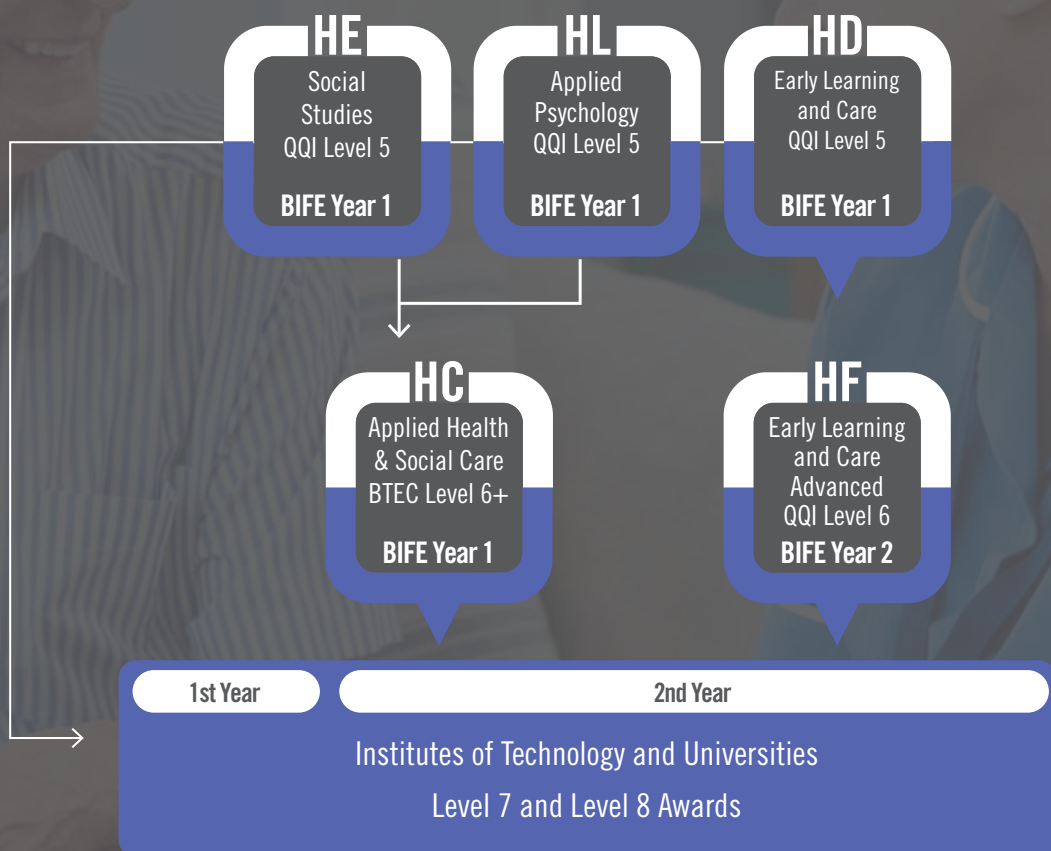 HE
Social
Studies
QQI Level 5
BIFE Year 1
HL
Applied
Psychology
QQI Level 5
BIFE Year 1
HD
Early Learning
and Care
QQI Level 5
BIFE Year 1
HC
Applied Health
& Social Care
BTEC Level 6+
BIFE Year 1
HF
Early Learning
and Care
Advanced
QQI Level 6
BIFE Year 2
1st Year
2nd Year
Institutes of Technology and Universities
Level 7 and Level 8 Awards